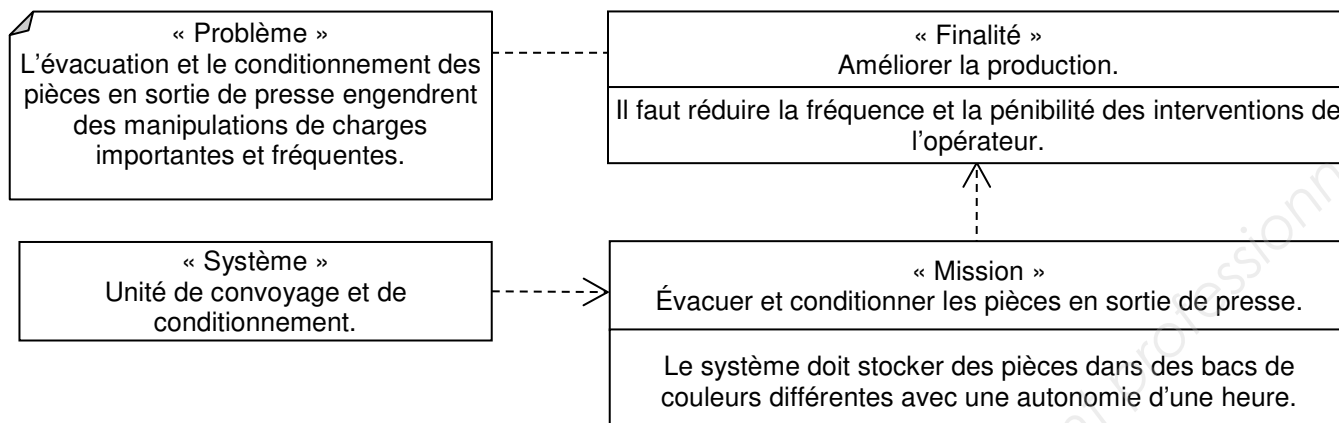 « Problème »
L'évacuation et le conditionnement des
pièces en sortie de presse engendrent
des manipulations de charges
importantes et fréquentes.
« Finalité »
Améliorer la production.
Il faut réduire la fréquence et la pénibilité des interventions de
l'opérateur.
« Système »
Unité de convoyage et de
conditionnement.
« Mission »
Évacuer et conditionner les pièces en sortie de presse.
Le système doit stocker des pièces dans des bacs de
couleurs différentes avec une autonomie d'une heure.